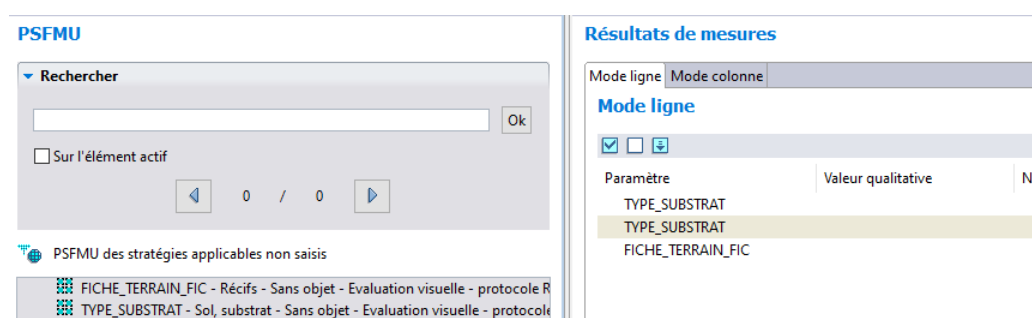 PSFMU
Rechercher
Ok
Sur l'élément actif
0 / 0
PSFMU des stratégies applicables non saisis
FICHE_TERRAIN_FIC - Récifs - Sans objet - Evaluation visuelle - protocole R
TYPE_SUBSTRAT - Sol, substrat - Sans objet - Evaluation visuelle - protocole
Résultats de mesures
Mode ligne Mode colonne
Mode ligne
Paramètre Valeur qualitative N
TYPE_SUBSTRAT
TYPE_SUBSTRAT
FICHE_TERRAIN_FIC